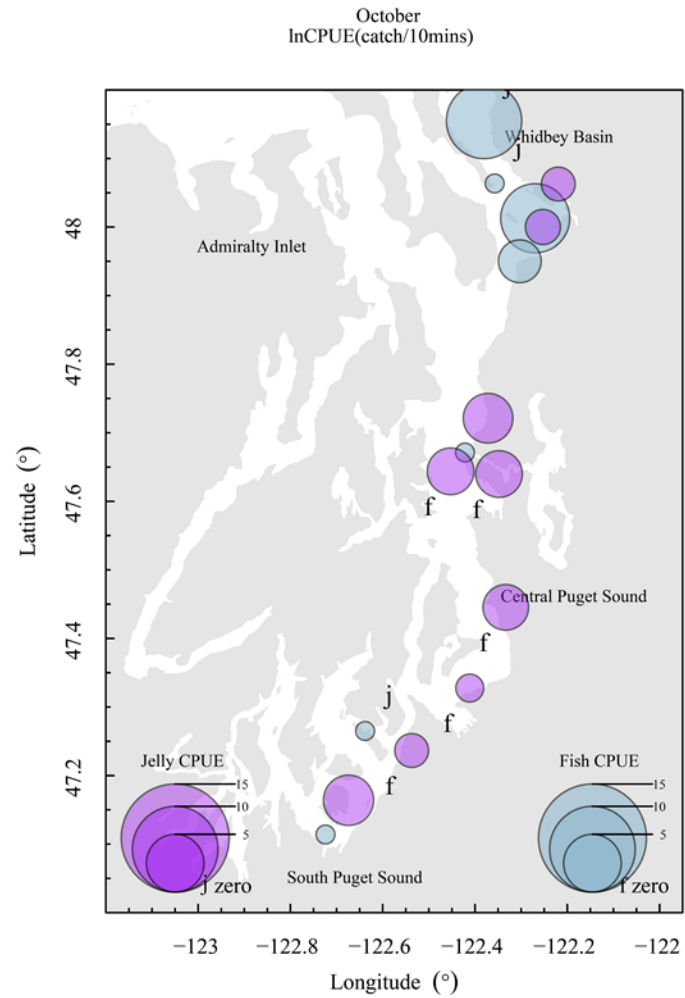 October
lnCPUE(catch/10mins)
j
Whidbey Basin
j
Admiralty Inlet
48
47.8
47.6
47.4
47.2
Latitude (°)
f f
Central Puget Sound
f
j
f
f
Jelly CPUE
15
10
5
j zero
Fish CPUE
15
10
5
f zero
South Puget Sound
−123 −122.8 −122.6 −122.4 −122.2 −122
Longitude (°)